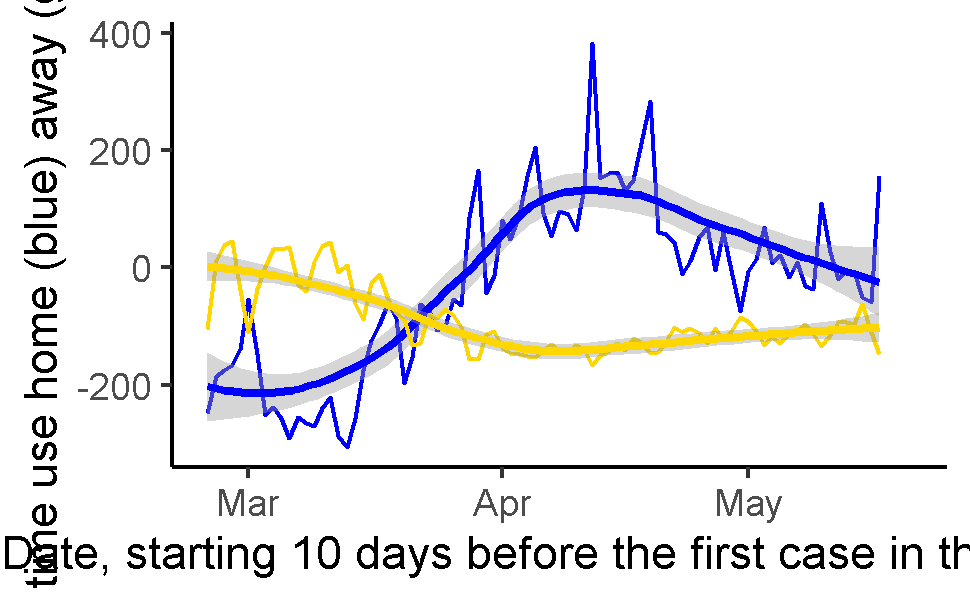 time use home (blue) away (
400
200
0
-200
Mar Apr May
Date, starting 10 days before the first case in th